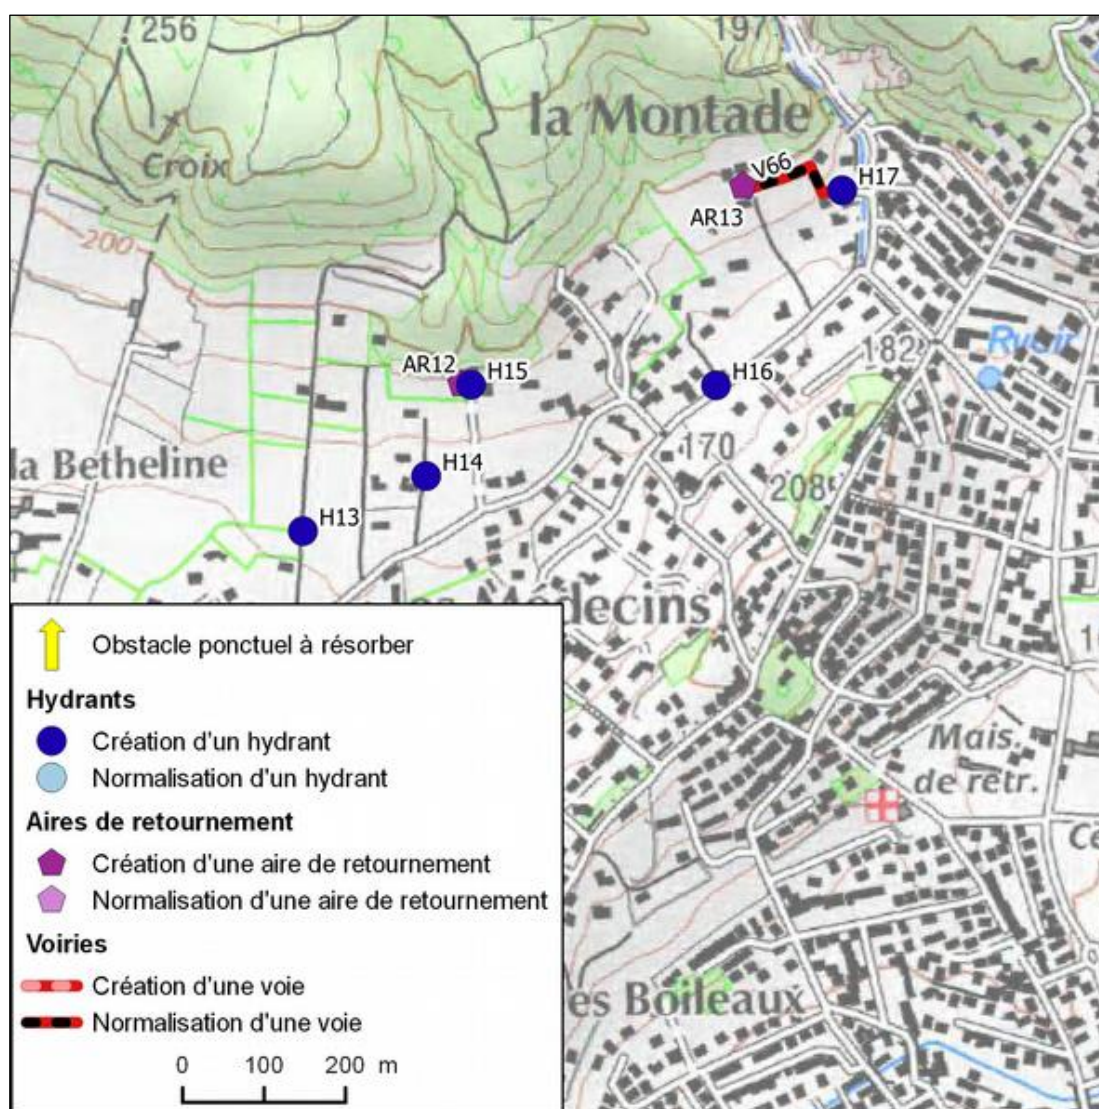 256
197
la Montade
Croix
V66
H17
AR13
200
AR12
H15
H16
182
170
la Betheline
H14
208
H13
Médecins
Obstacle ponctuel à résorber
Hydrants
Création d'un hydrant
Normalisation d'un hydrant
Aires de retournement
Création d'une aire de retournement
Normalisation d'une aire de retournement
Voiries
Création d'une voie
Normalisation d'une voie
0 100 200 m
Mais.
de retr.
es Boileaux